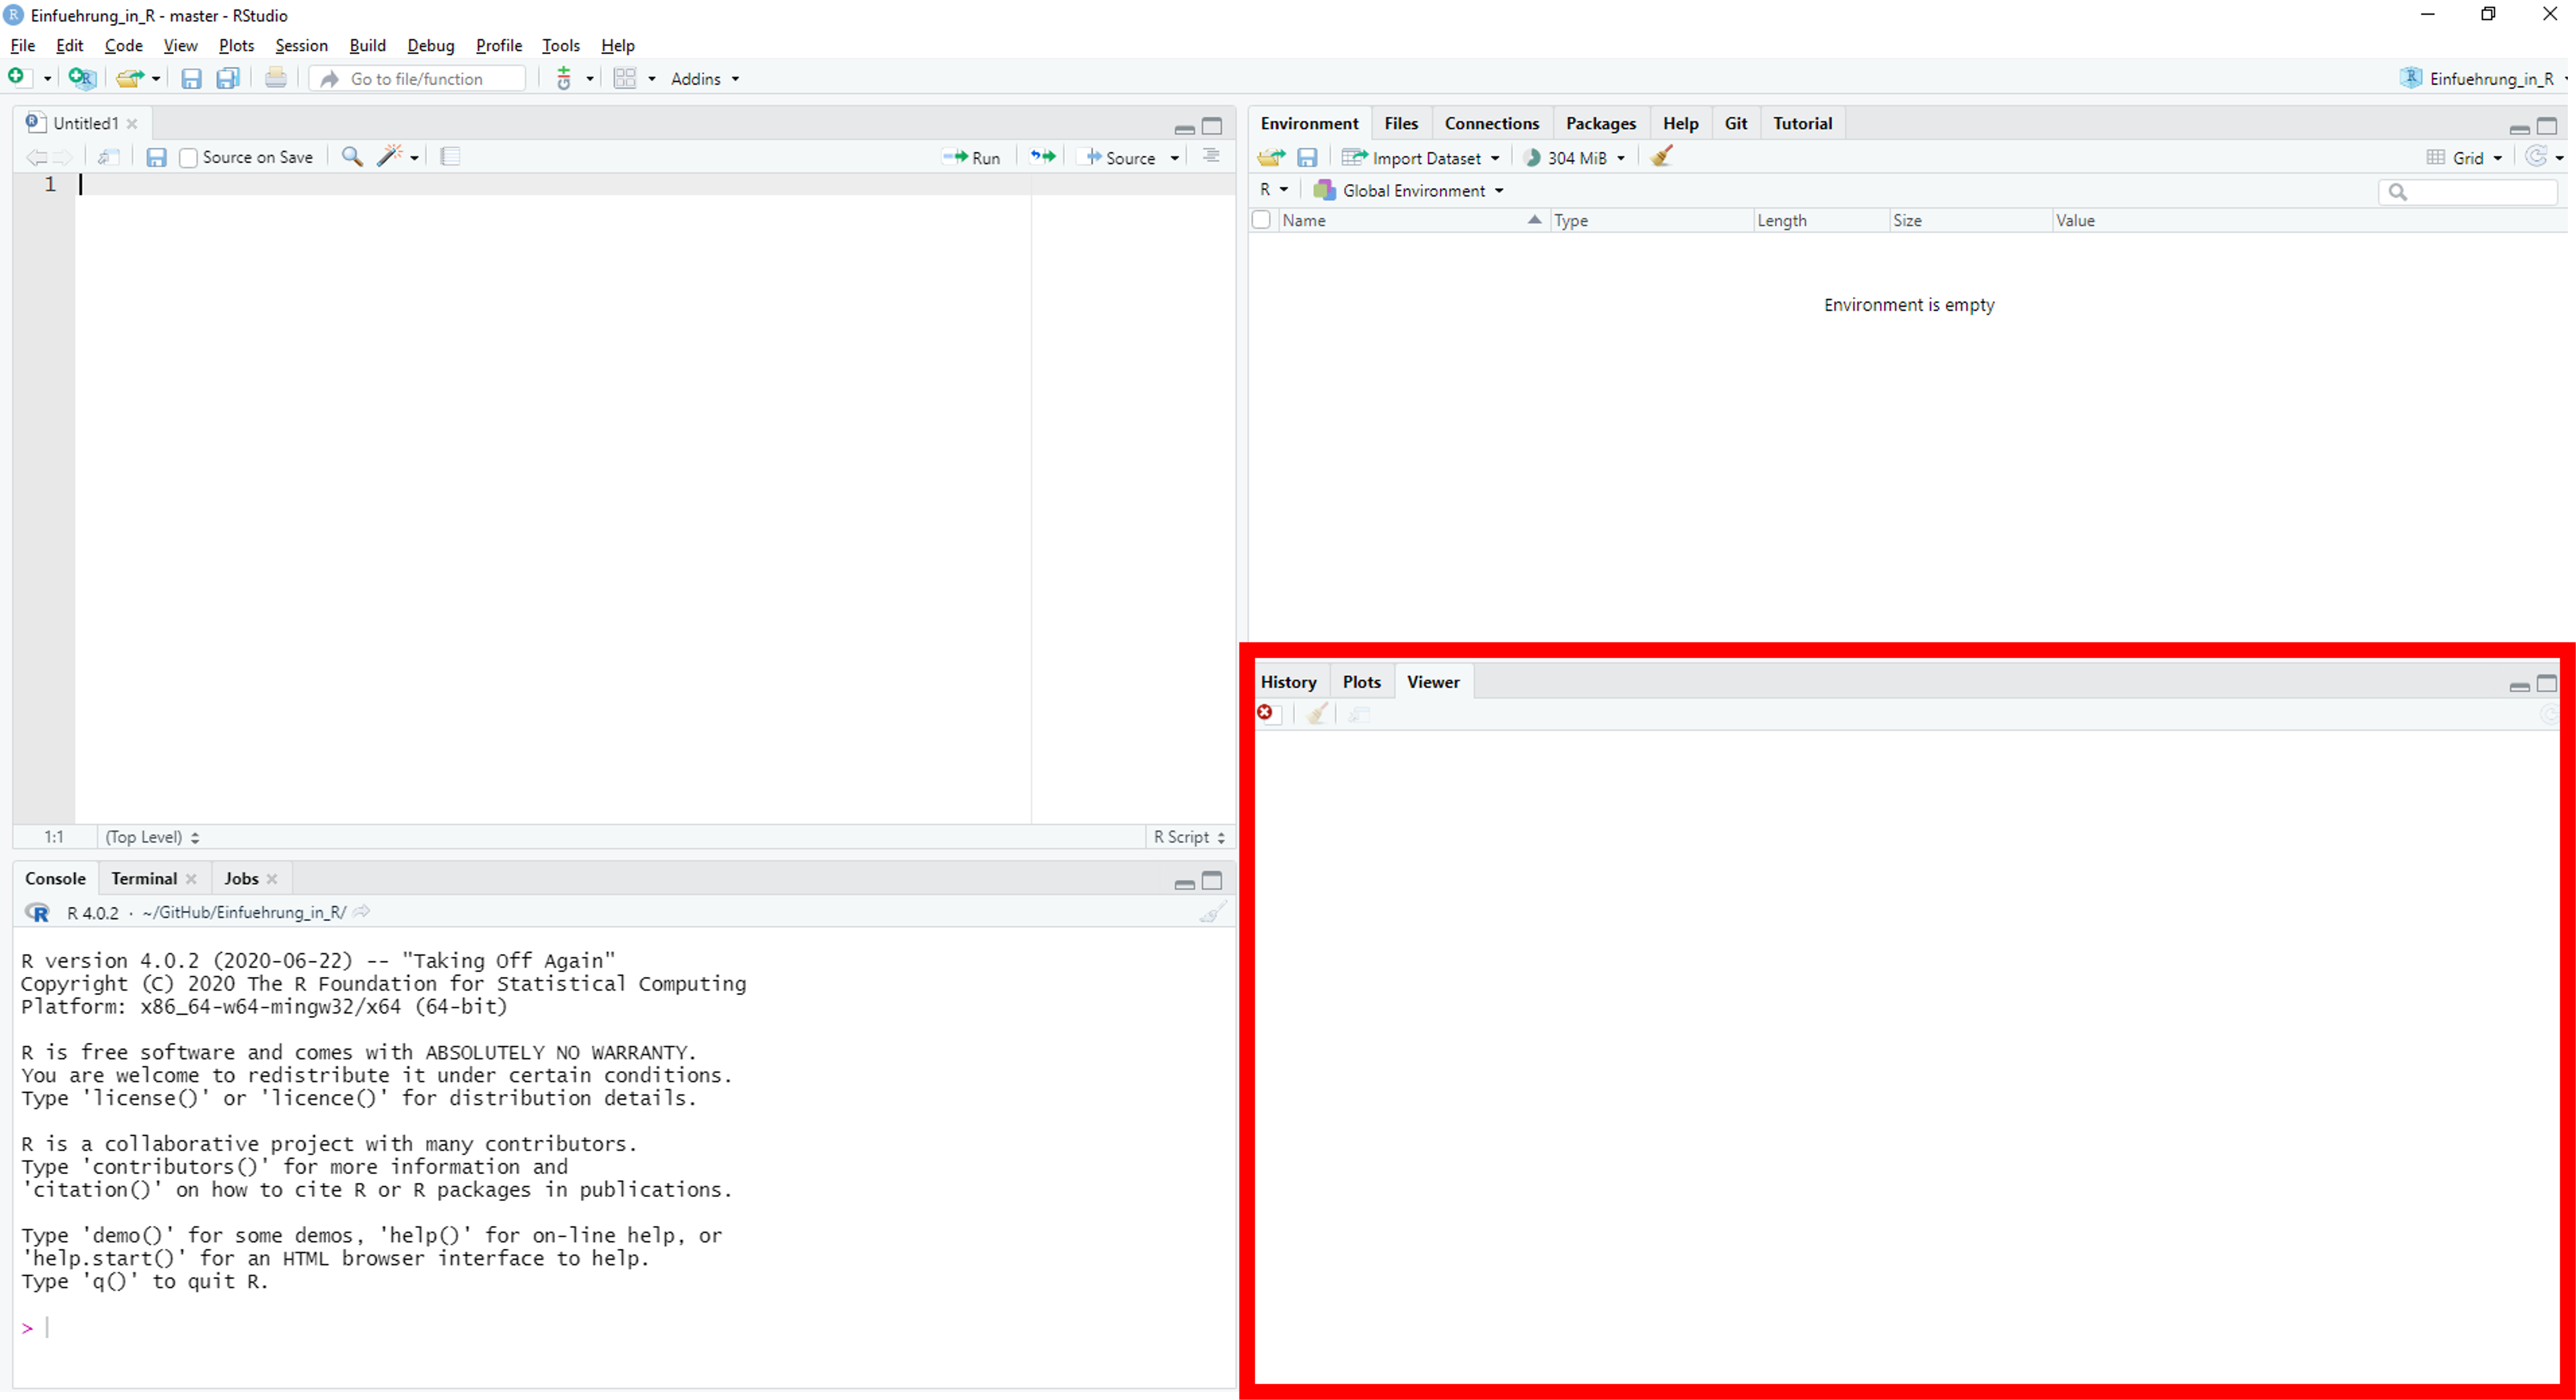 Einfuehrung_in_R - master - RStudio
File Edit Code View Plots Session Build Debug Profile Tools Help
Go to file/function Addins Einfuehrung_in_R
Untitled1
Source on Save Run Source
1
1:1 (Top Level) R Script
Console Terminal Jobs
R 4.0.2 · ~/GitHub/Einfuehrung_in_R/
R version 4.0.2 (2020-06-22) -- "Taking Off Again"
Copyright (C) 2020 The R Foundation for Statistical Computing
Platform: x86_64-w64-mingw32/x64 (64-bit)
R is free software and comes with ABSOLUTELY NO WARRANTY.
You are welcome to redistribute it under certain conditions.
Type 'license()' or 'licence()' for distribution details.
R is a collaborative project with many contributors.
Type 'contributors()' for more information and
'citation()' on how to cite R or R packages in publications.
Type 'demo()' for some demos, 'help()' for on-line help, or
'help.start()' for an HTML browser interface to help.
Type 'q()' to quit R.
>
Environment Files Connections Packages Help Git Tutorial
Import Dataset 304 MiB Grid
R Global Environment
Name Type Length Size Value
Environment is empty
History Plots Viewer